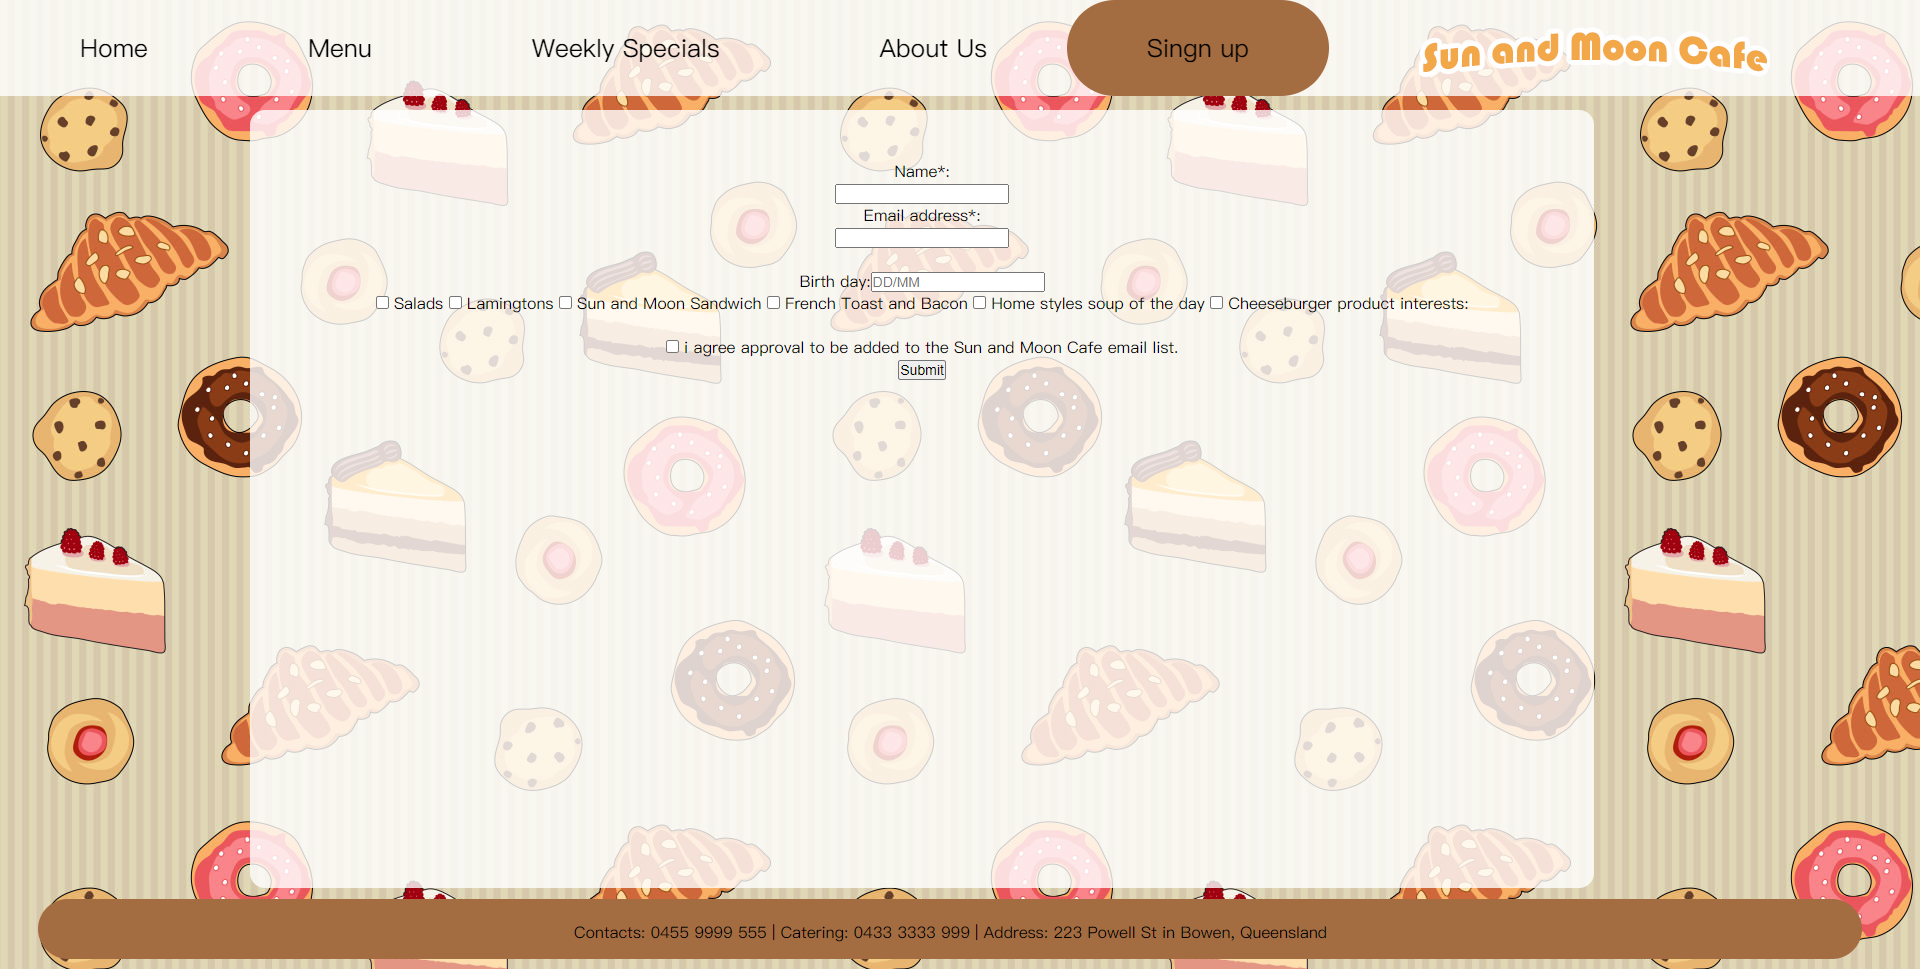 Home Menu Weekly Specials About Us Singn up Sun and Moon Cafe
Name*:
Email address*:
Birth day: DD/MM
Salads Lamingtons Sun and Moon Sandwich French Toast and Bacon Home styles soup of the day Cheeseburger product interests:
i agree approval to be added to the Sun and Moon Cafe email list.
Submit
Contacts: 0455 9999 555 | Catering: 0433 3333 999 | Address: 223 Powell St in Bowen, Queensland